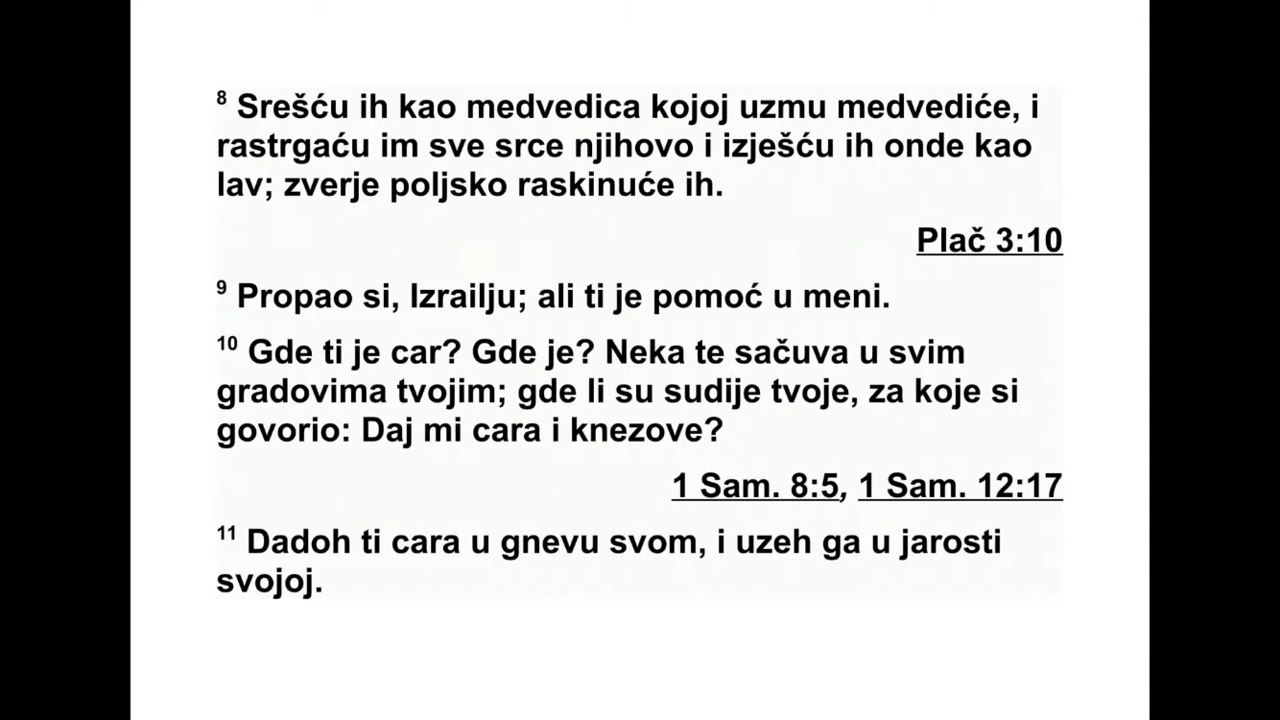 8 Srešću ih kao medvedica kojoj uzmu medvediće, i
rastrgaću im sve srce njihovo i izješću ih onde kao
lav; zverje poljsko raskinuće ih.
Plač 3:10
9 Propao si, Izrailju; ali ti je pomoć u meni.
10 Gde ti je car? Gde je? Neka te sačuva u svim
gradovima tvojim; gde li su sudije tvoje, za koje si
govorio: Daj mi cara i knezove?
1 Sam. 8:5, 1 Sam. 12:17
11 Dadoh ti cara u gnevu svom, i uzeh ga u jarosti
svojoj.